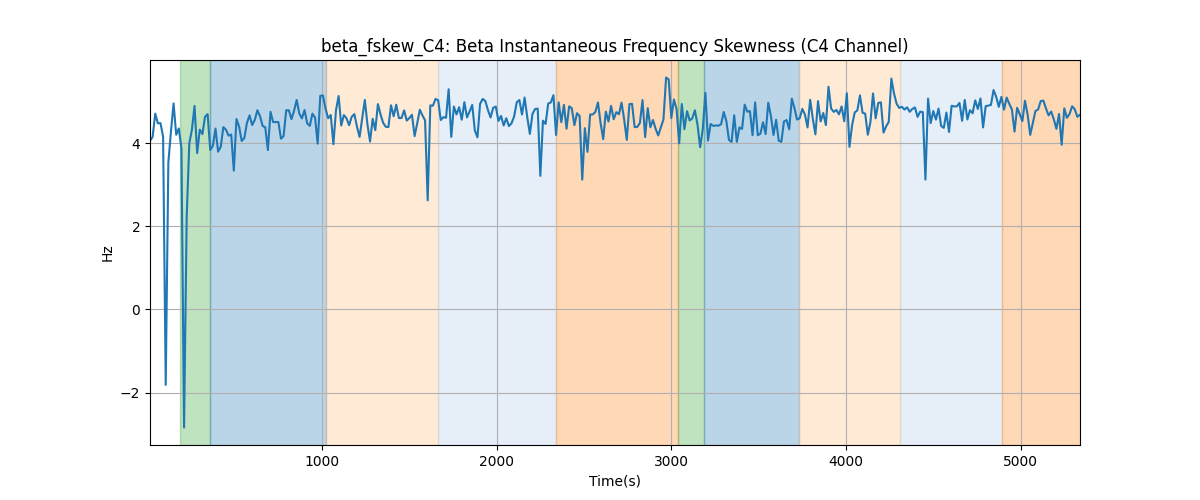 beta_fskew_C4: Beta Instantaneous Frequency Skewness (C4 Channel)
Hz
4
2
0
−2
1000 2000 3000 4000 5000
Time(s)